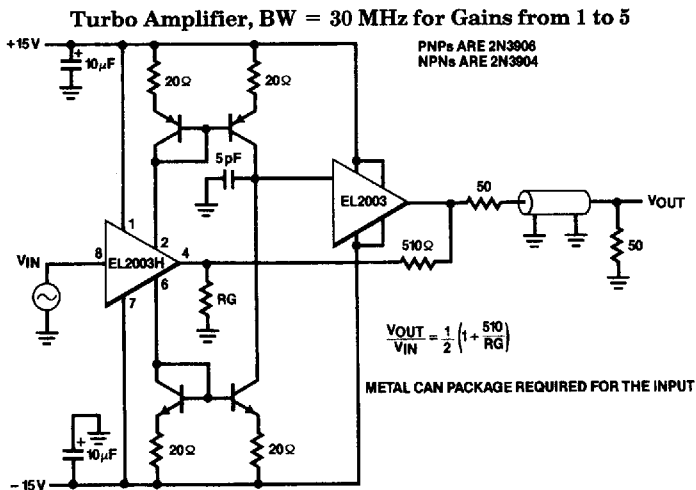 Turbo Amplifier, BW = 30 MHz for Gains from 1 to 5
PNPs ARE 2N3906
NPNs ARE 2N3904
+15V
+
10μF
20Ω
20Ω
5pF
1
2
8
EL2003H
4
6
7
VIN
EL2003
510Ω
RG
50
VOUT
50
VOUT/VIN = 1/2 (1 + 510/RG)
METAL CAN PACKAGE REQUIRED FOR THE INPUT
+
10μF
20Ω
20Ω
−15V